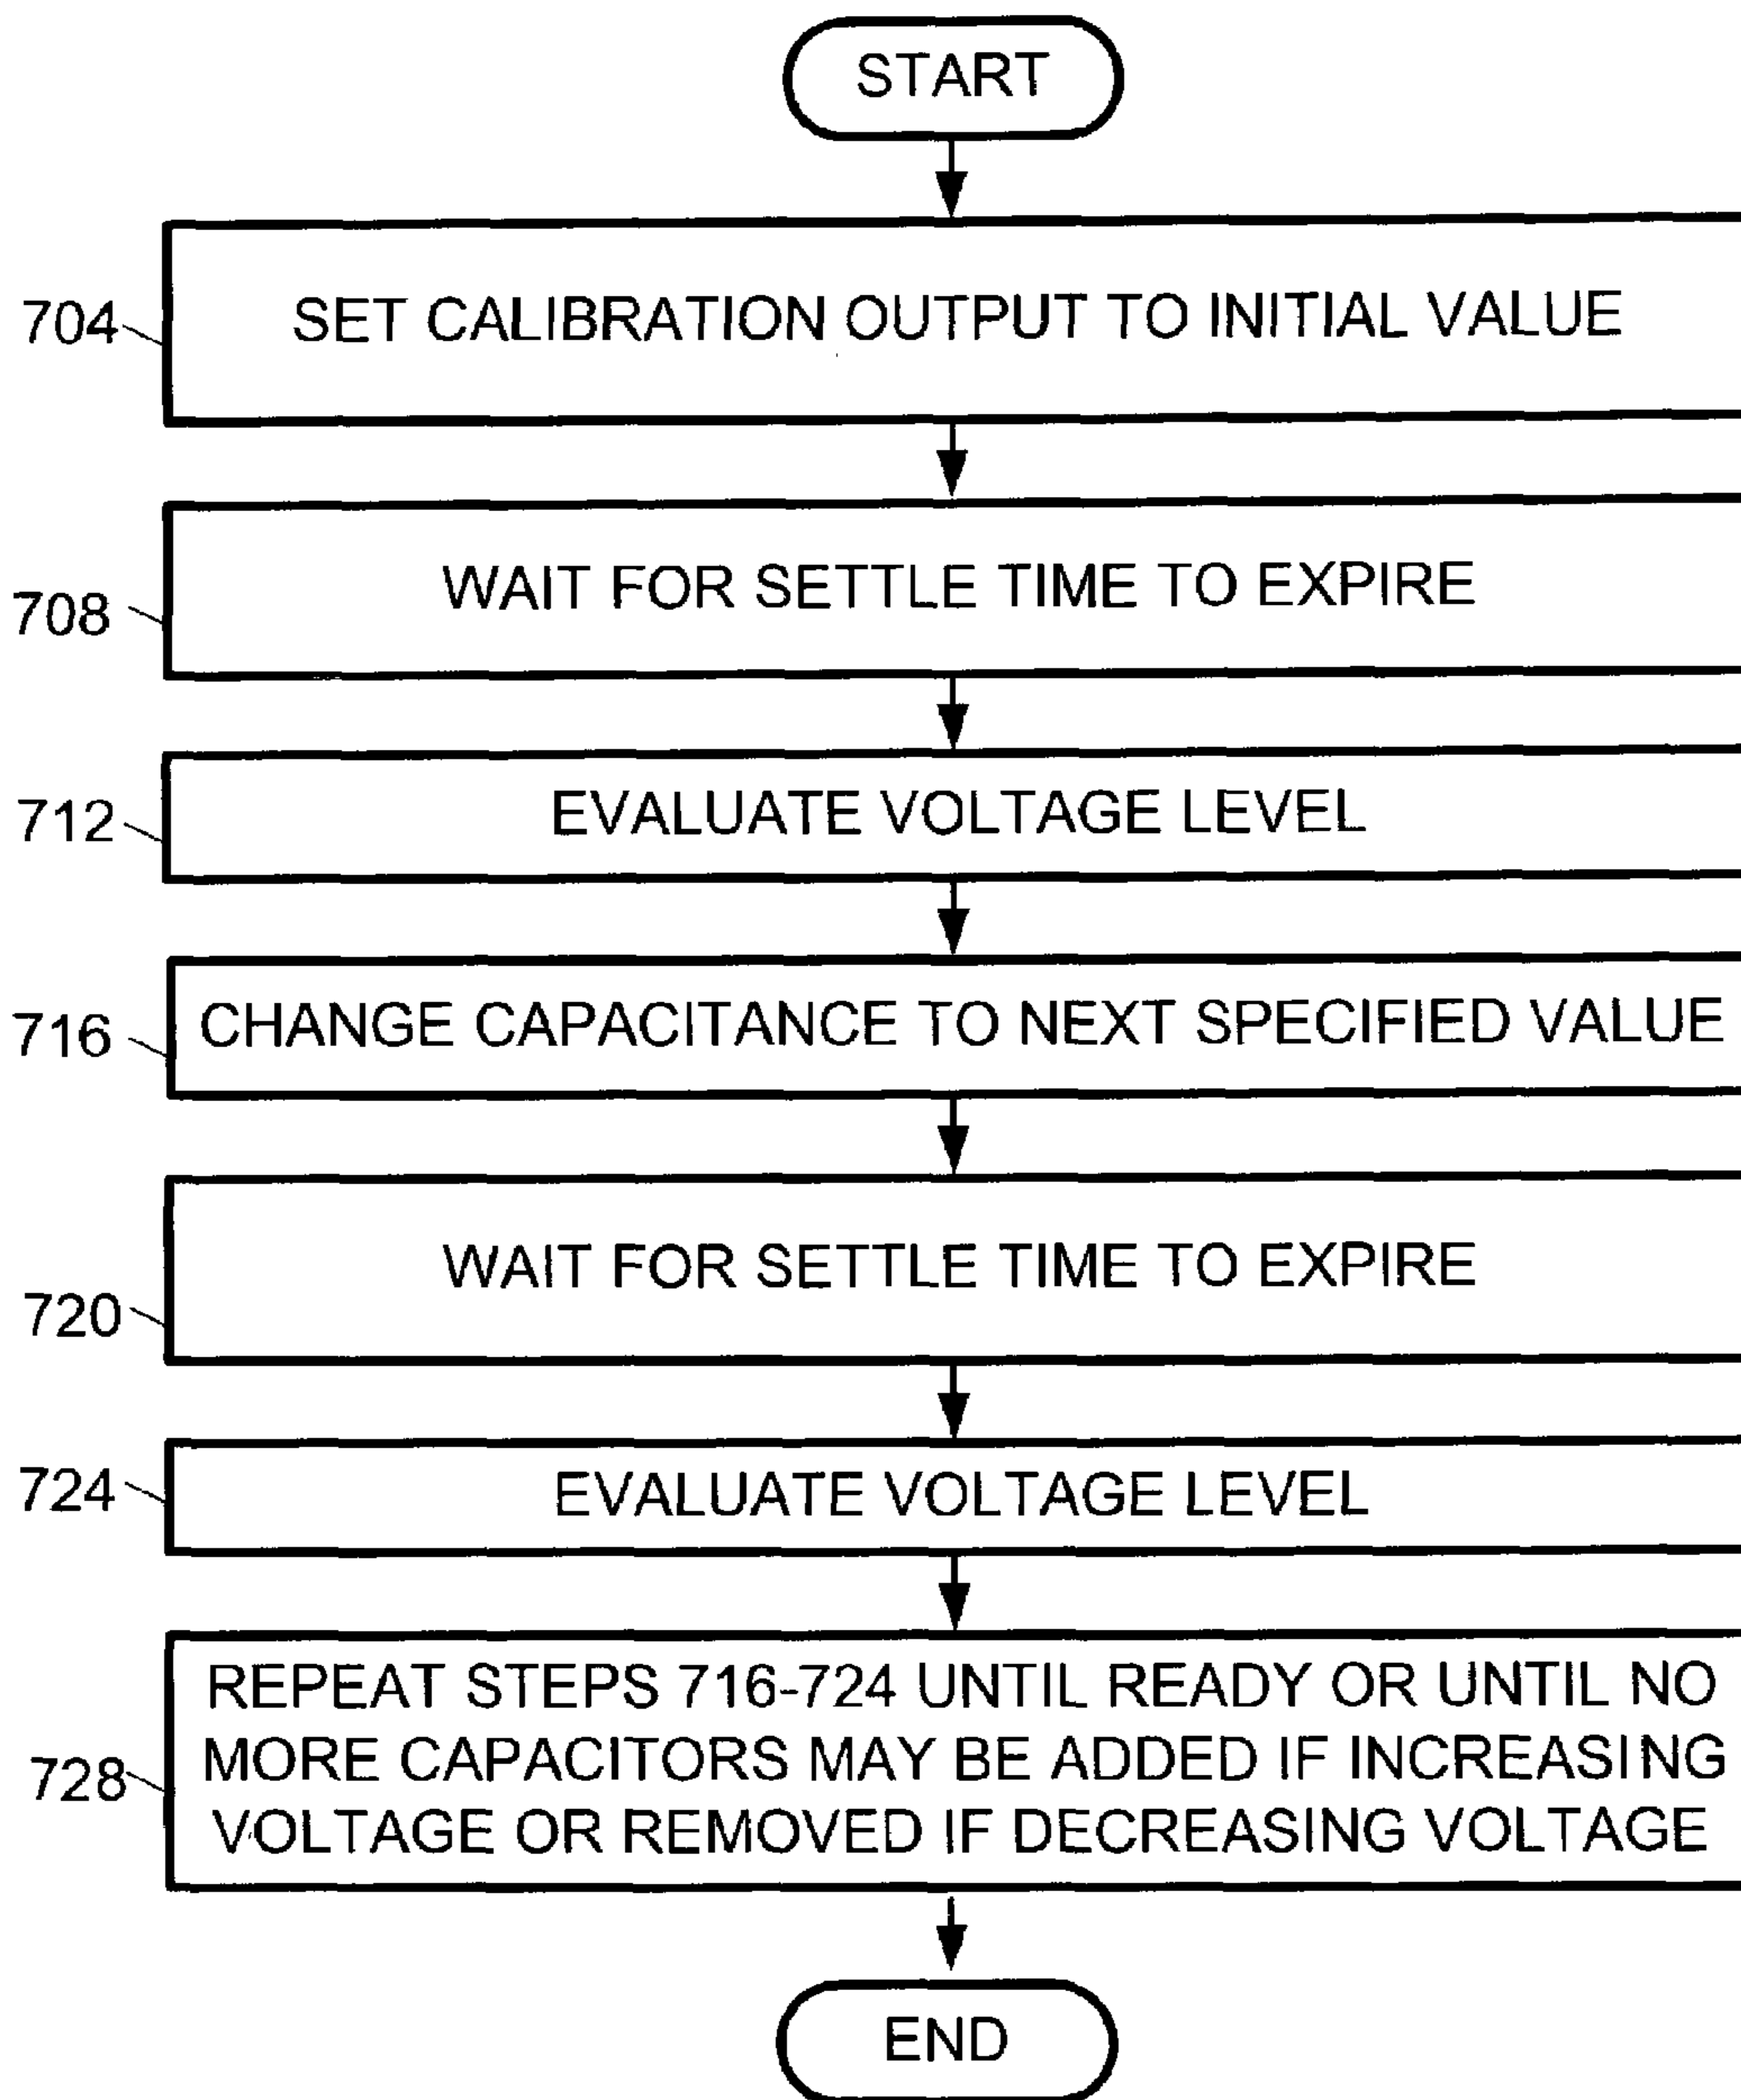 START
704
SET CALIBRATION OUTPUT TO INITIAL VALUE
708
WAIT FOR SETTLE TIME TO EXPIRE
712
EVALUATE VOLTAGE LEVEL
716
CHANGE CAPACITANCE TO NEXT SPECIFIED VALUE
720
WAIT FOR SETTLE TIME TO EXPIRE
724
EVALUATE VOLTAGE LEVEL
728
REPEAT STEPS 716-724 UNTIL READY OR UNTIL NO
MORE CAPACITORS MAY BE ADDED IF INCREASING
VOLTAGE OR REMOVED IF DECREASING VOLTAGE
END